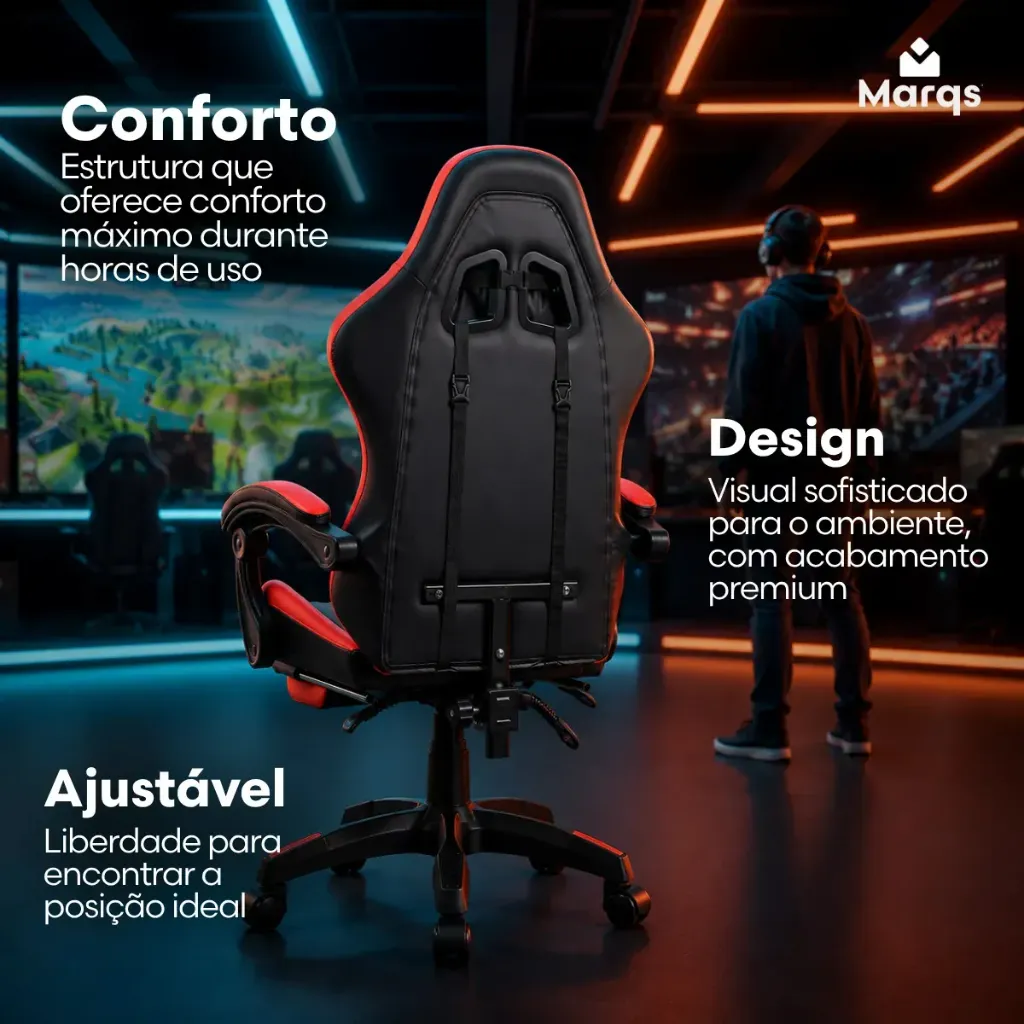 Marqs
Conforto
Estrutura que
oferece conforto
máximo durante
horas de uso
Design
Visual sofisticado
para o ambiente,
com acabamento
premium
Ajustável
Liberdade para
encontrar a
posição ideal